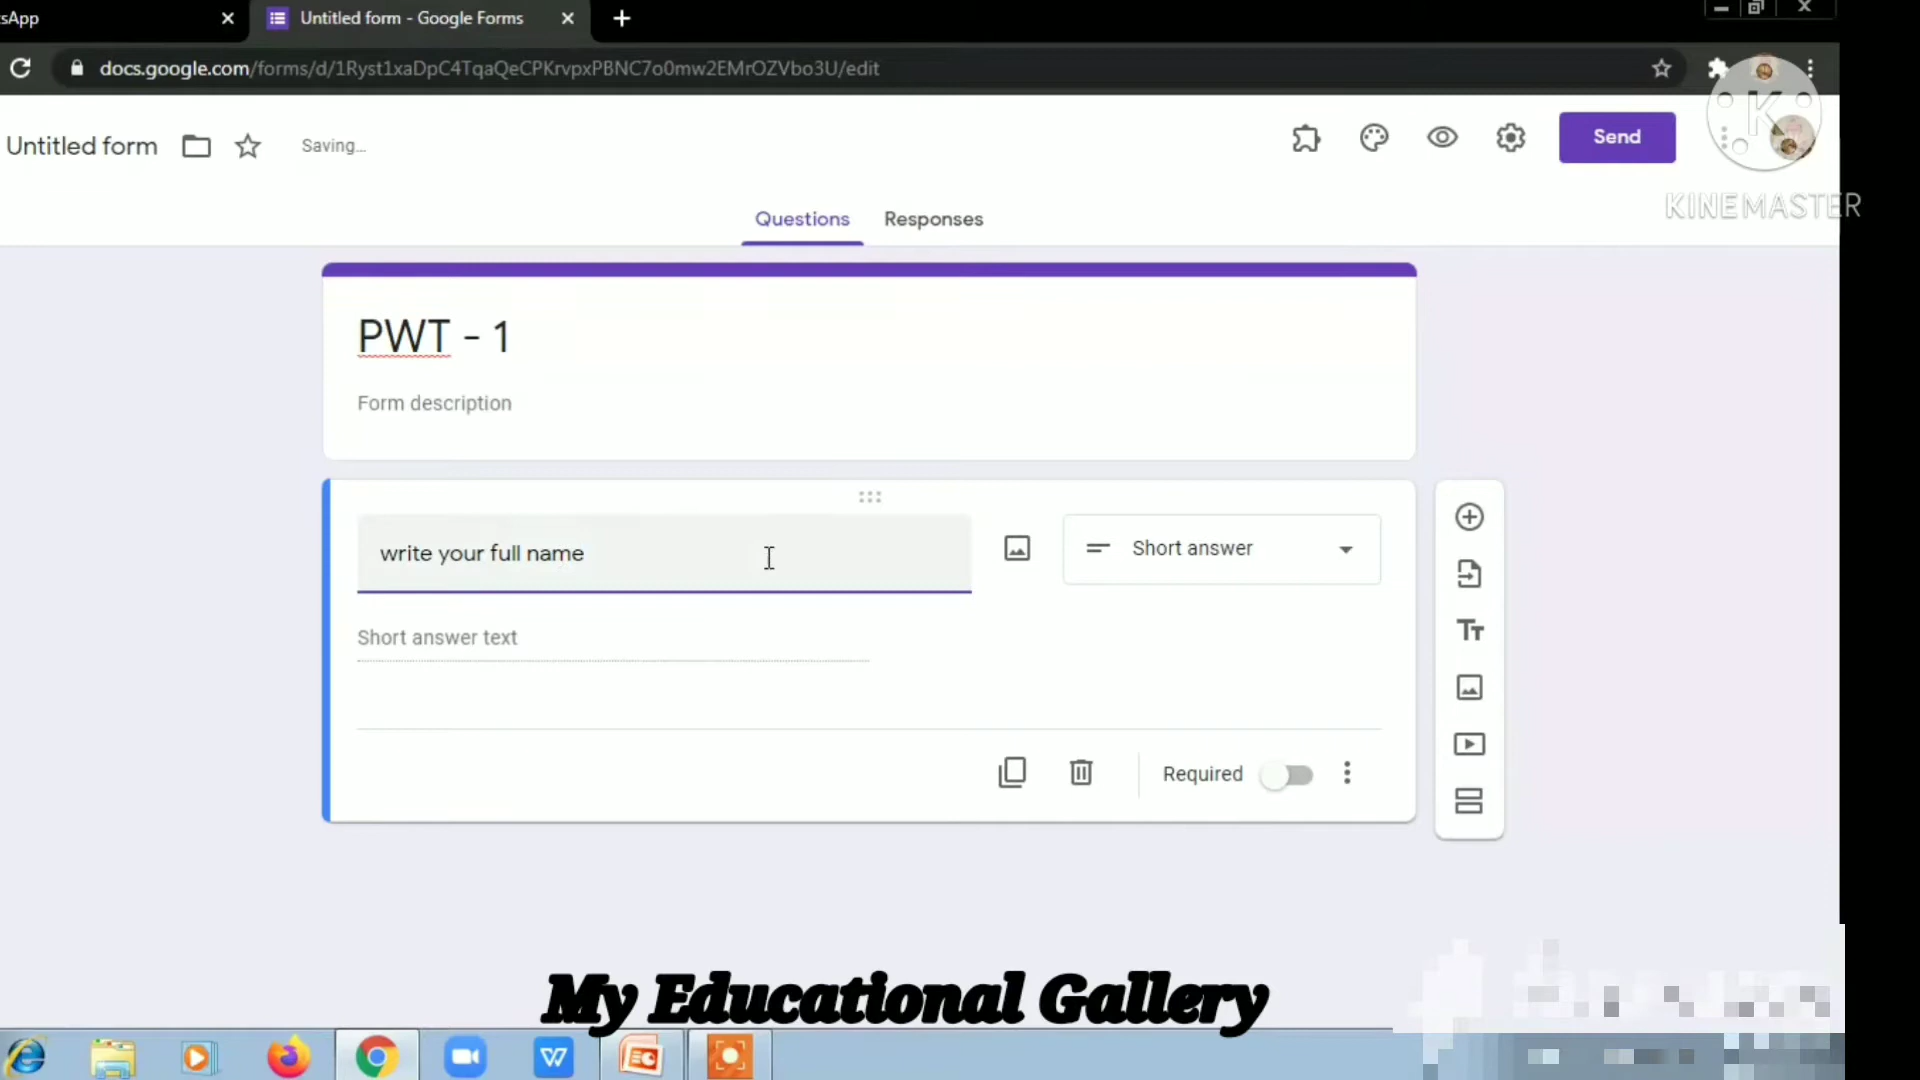 sApp
Untitled form - Google Forms
docs.google.com/forms/d/1Ryst1xaDpC4TqaQeCPKrvpxPBNC7o0mw2EMrOZVbo3U/edit
Untitled form
Saving...
Send
K
KINEMASTER
Questions
Responses
PWT - 1
Form description
write your full name
Short answer
Short answer text
Required
My Educational Gallery